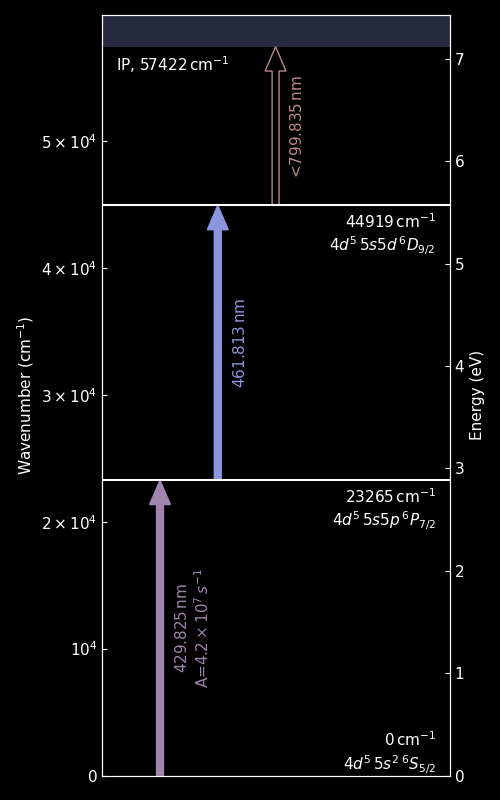 IP, 57422 cm⁻¹
<799.835 nm
44919 cm⁻¹
4d⁵ 5s5d ⁶D₉/₂
461.813 nm
23265 cm⁻¹
4d⁵ 5s5p ⁶P₇/₂
429.825 nm
A=4.2 × 10⁷ s⁻¹
0 cm⁻¹
4d⁵ 5s² ⁶S₅/₂
Wavenumber (cm⁻¹)
5 × 10⁴
4 × 10⁴
3 × 10⁴
2 × 10⁴
10⁴
0
Energy (eV)
7
6
5
4
3
2
1
0